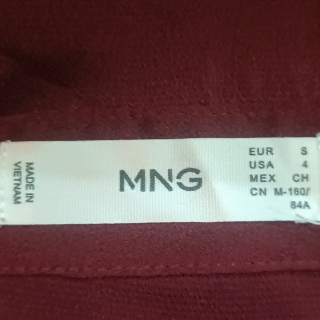 MADE IN
VIETNAM
MNG
EUR S
USA 4
MEX CH
CN M-160/
84A